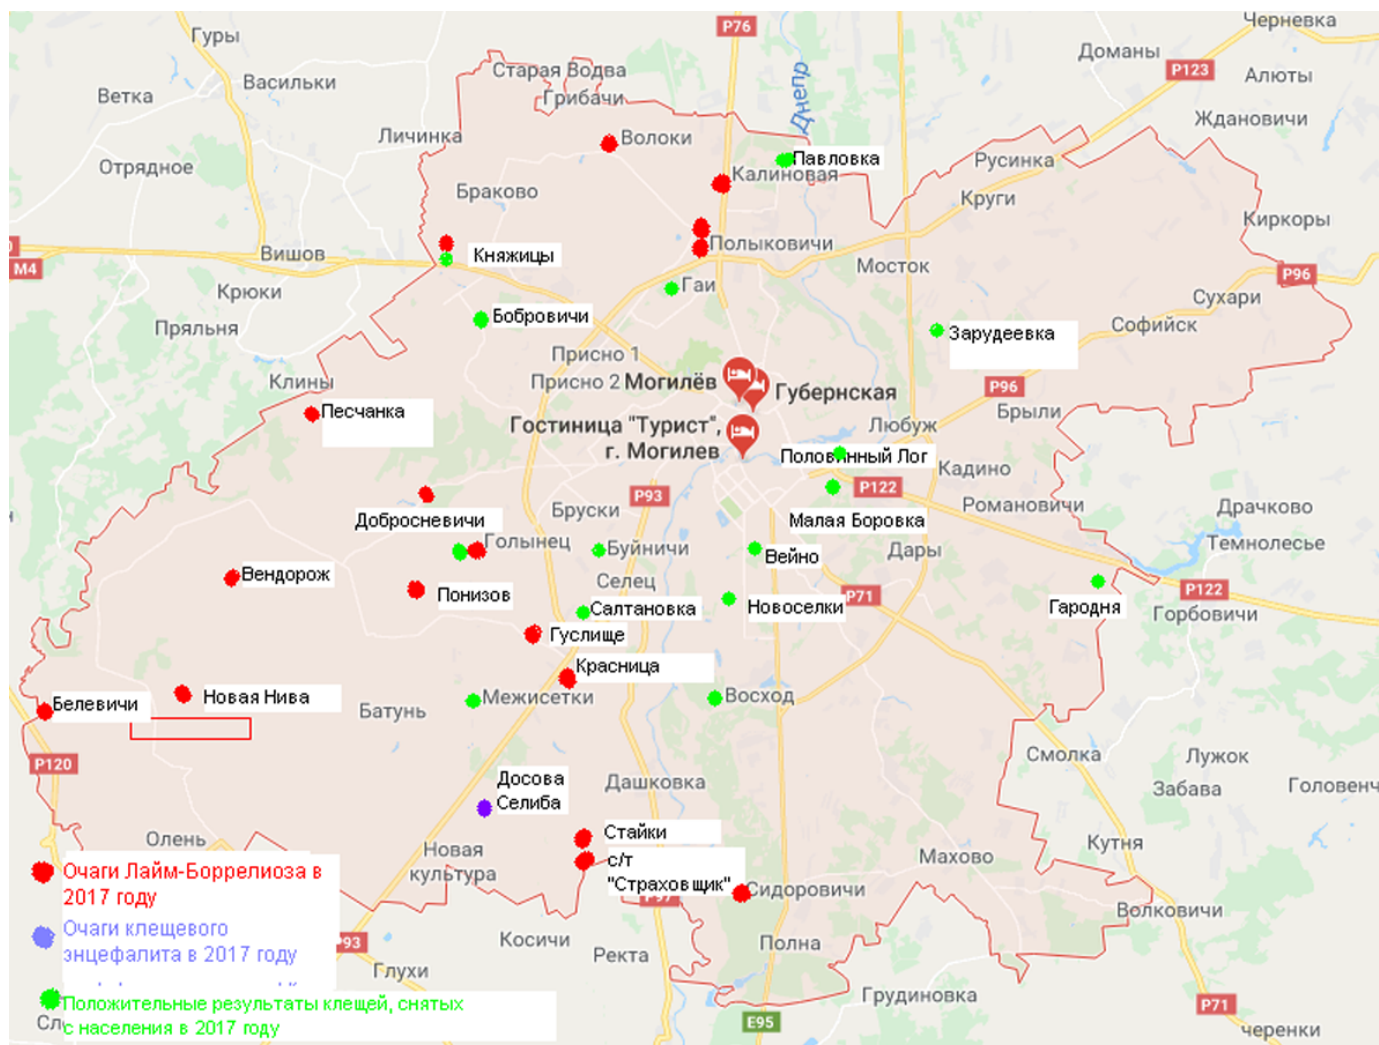 Гуры
P76
Черневка
Доманы
P123
Алюты
Старая Водва
Васильки
Ветка
Грибачи
Днепр
Ждановичи
Личинка
Волоки
Отрядное
Павловка
Калиновая
Русинка
Браково
Круги
Киркоры
Полыковичи
Вишов
Княжицы
M4
Мосток
P96
Крюки
Гаи
Сухари
Бобровичи
Пряльня
Софийск
Зарудеевка
Присно 1
Присно 2
Могилёв
Клины
P96
Губернская
Песчанка
Брыли
Гостиница "Турист",
г. Могилев
Любуж
Половинный Лог
Кадино
P93
P122
Бруски
Романовичи
Драчково
Добросневичи
Малая Боровка
Голынец
Буйничи
Вейно
Дары
Темнолесье
Вендорож
Селец
P122
Понизов
Салтановка
Новоселки
P71
Гародня
Горбовичи
Гуслище
Красница
Новая Нива
Межисетки
Восход
Белевичи
Батунь
Смолка
Лужок
P120
Досова
Селиба
Дашковка
Забава
Головенч
Олень
Стайки
Новая
культура
с/т
"Страховщик"
Махово
Кутня
Очаги Лайм-Боррелиоза в
2017 году
P97
Сидоровичи
Волковичи
Очаги клещевого
энцефалита в 2017 году
P93
Косичи
Полна
Ректа
Глухи
Грудиновка
Положительные результаты клещей, снятых
с населения в 2017 году
Сл
E95
P71
черенки